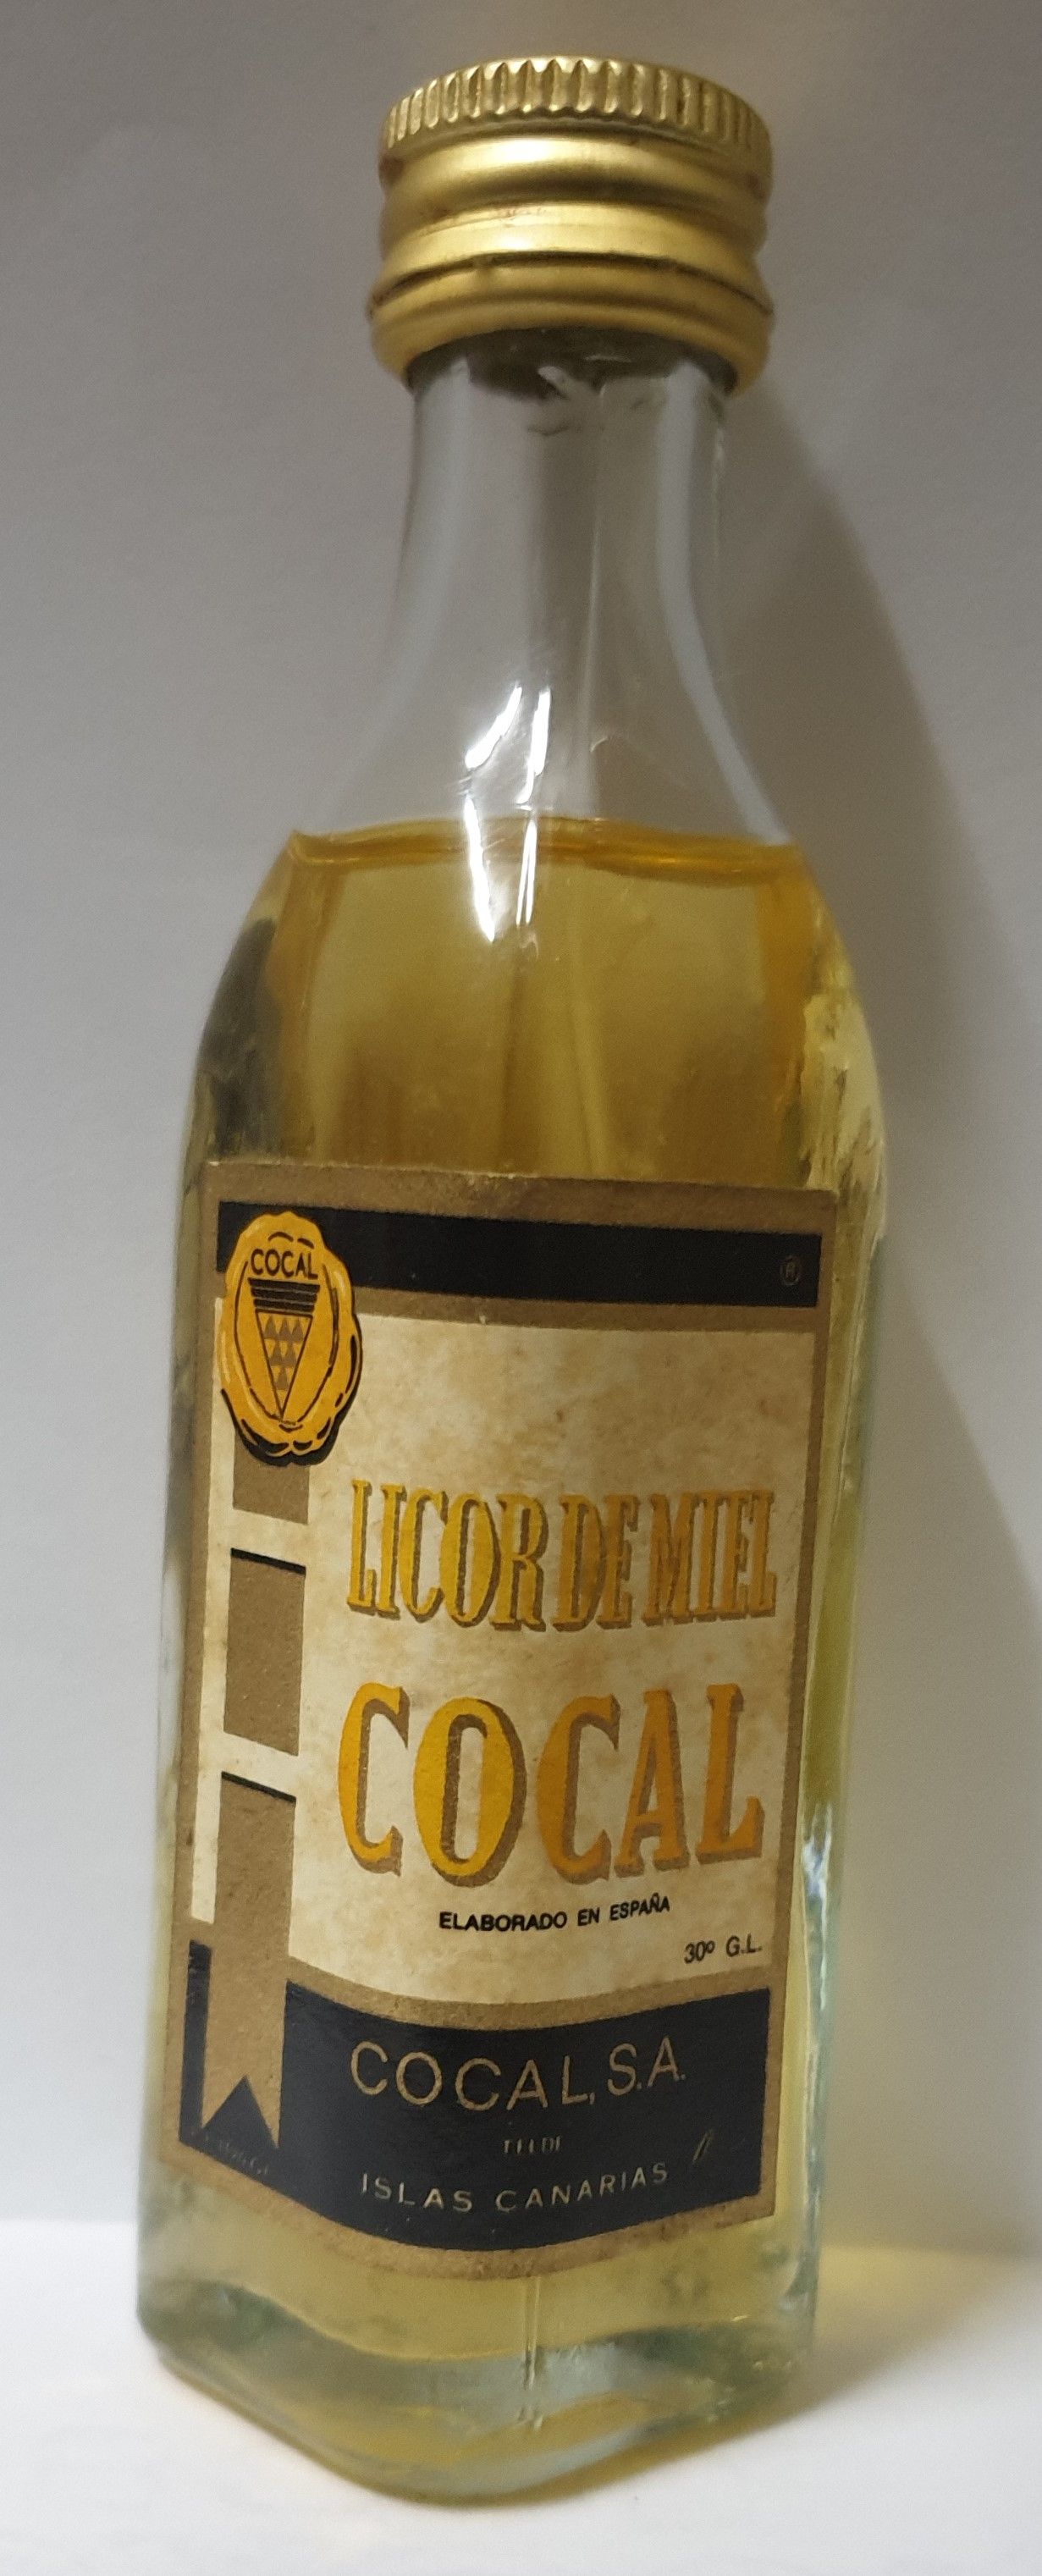 COCAL
®
LICOR DE MIEL
COCAL
ELABORADO EN ESPAÑA
30º G.L.
COCAL, S.A.
TELDE
ISLAS CANARIAS